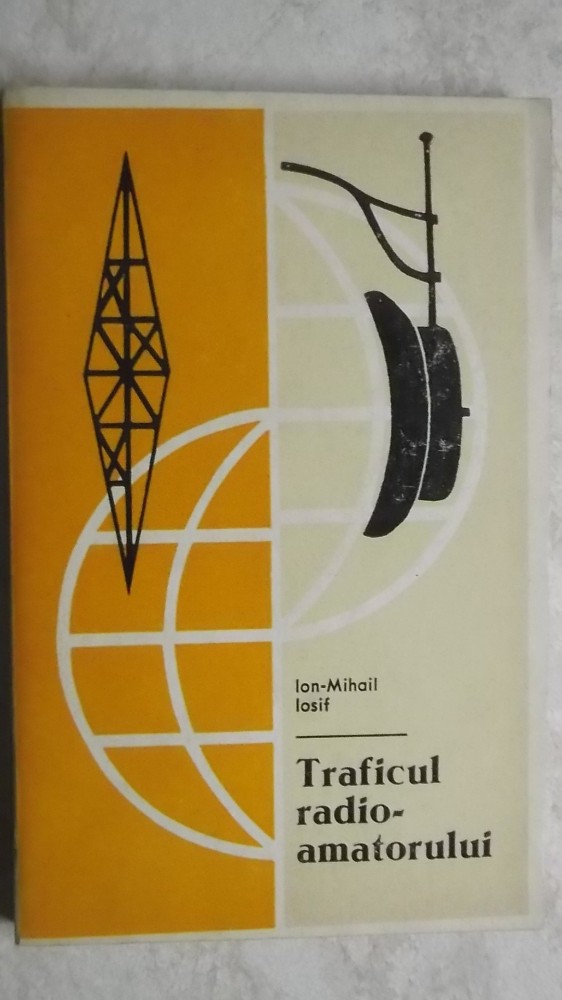 Ion-Mihail
Iosif
Traficul
radio-
amatorului